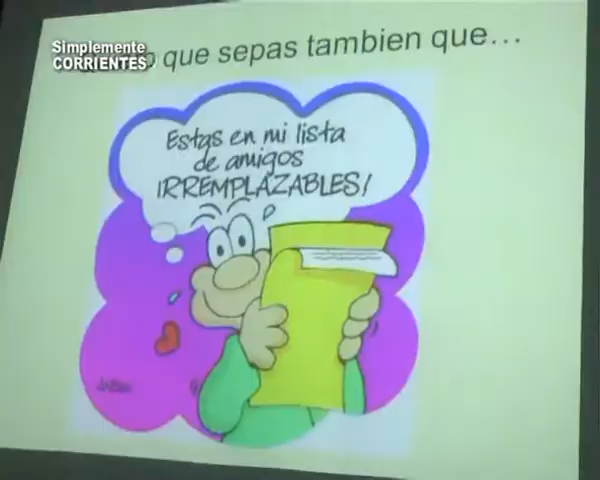 Simplemente
CORRIENTES
que sepas tambien que...
Estas en mi lista
de amigos
IRREMPLAZABLES!